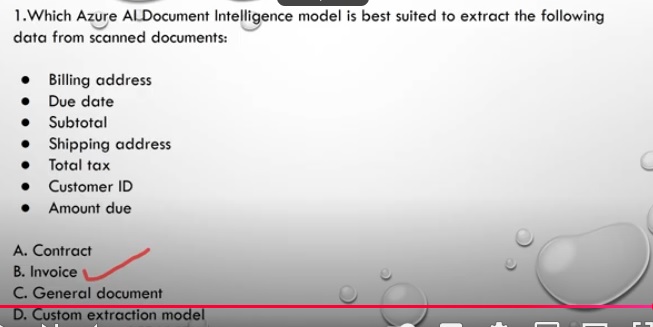 1.Which Azure AI Document Intelligence model is best suited to extract the following
data from scanned documents:
• Billing address
• Due date
• Subtotal
• Shipping address
• Total tax
• Customer ID
• Amount due
A. Contract
B. Invoice
C. General document
D. Custom extraction model